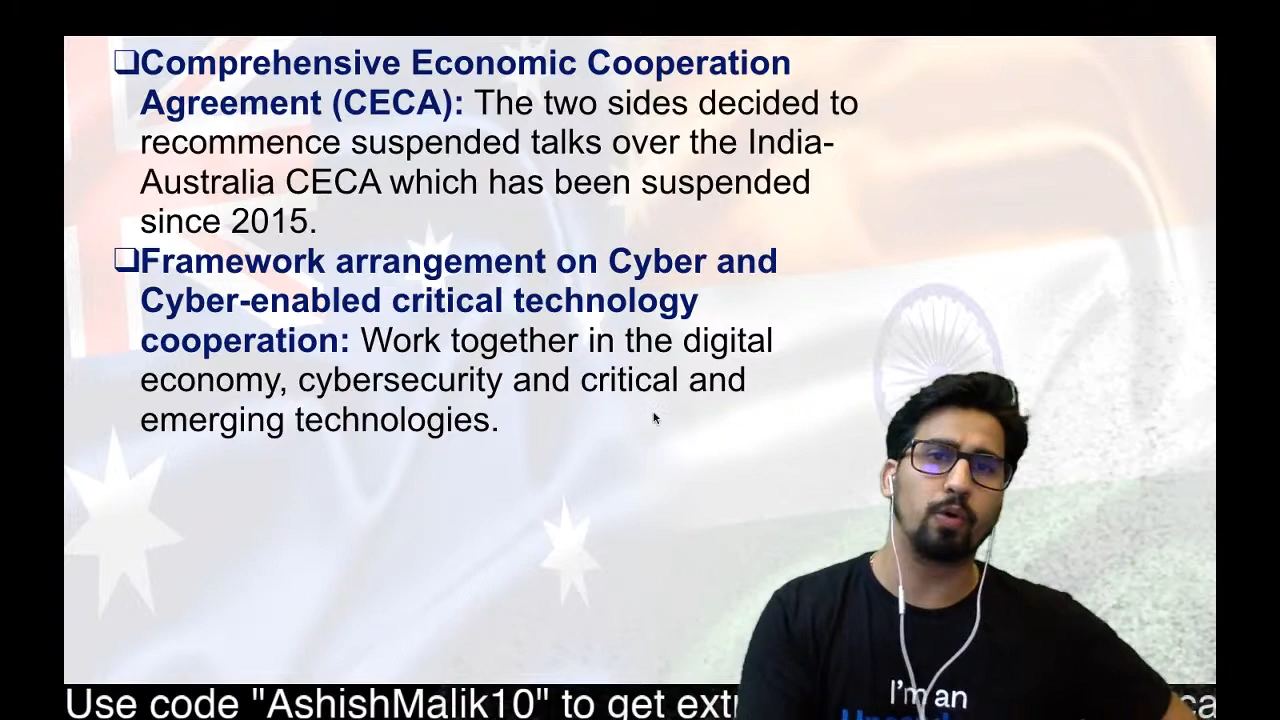 ❑Comprehensive Economic Cooperation
Agreement (CECA): The two sides decided to
recommence suspended talks over the India-
Australia CECA which has been suspended
since 2015.
❑Framework arrangement on Cyber and
Cyber-enabled critical technology
cooperation: Work together in the digital
economy, cybersecurity and critical and
emerging technologies.
I'm an
Use code "AshishMalik10" to get